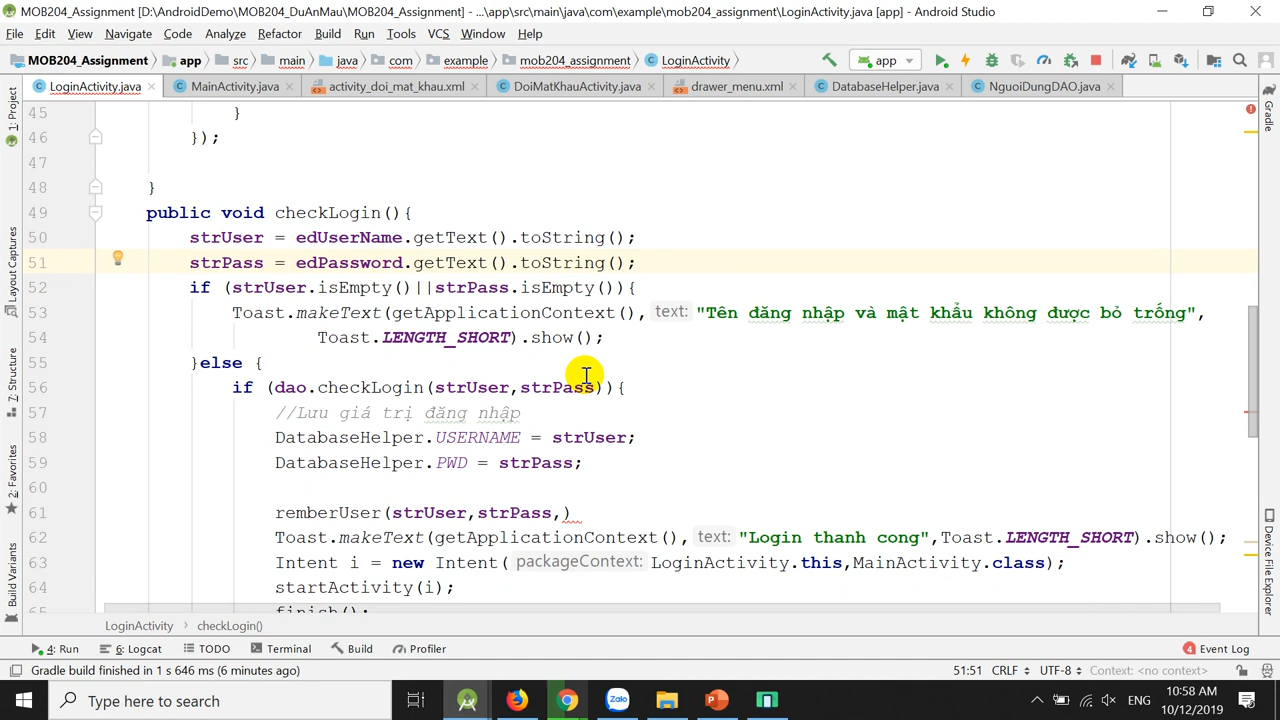 MOB204_Assignment [D:\AndroidDemo\MOB204_DuAnMau\MOB204_Assignment] - ...\app\src\main\java\com\example\mob204_assignment\LoginActivity.java [app] - Android Studio
File Edit View Navigate Code Analyze Refactor Build Run Tools VCS Window Help
MOB204_Assignment app src main java com example mob204_assignment LoginActivity app
LoginActivity.java MainActivity.java activity_doi_mat_khau.xml DoiMatKhauActivity.java drawer_menu.xml DatabaseHelper.java NguoiDungDAO.java
45 }
46 });
47
48 }
49 public void checkLogin(){
50 strUser = edUserName.getText().toString();
51 strPass = edPassword.getText().toString();
52 if (strUser.isEmpty()||strPass.isEmpty()){
53 Toast.makeText(getApplicationContext(), text: "Tên đăng nhập và mật khẩu không được bỏ trống",
54 Toast.LENGTH_SHORT).show();
55 }else {
56 if (dao.checkLogin(strUser,strPass)){
57 //Lưu giá trị đăng nhập
58 DatabaseHelper.USERNAME = strUser;
59 DatabaseHelper.PWD = strPass;
60
61 remberUser(strUser,strPass,)
62 Toast.makeText(getApplicationContext(), text: "Login thanh cong",Toast.LENGTH_SHORT).show();
63 Intent i = new Intent( packageContext: LoginActivity.this,MainActivity.class);
64 startActivity(i);
65 finish();
LoginActivity checkLogin()
1: Project
Layout Captures
7: Structure
2: Favorites
Build Variants
Gradle
Device File Explorer
4: Run 6: Logcat TODO Terminal Build Profiler 4 Event Log
Gradle build finished in 1 s 646 ms (6 minutes ago) 51:51 CRLF UTF-8 Context: <no context>
Type here to search Zalo ENG 10:58 AM
10/12/2019